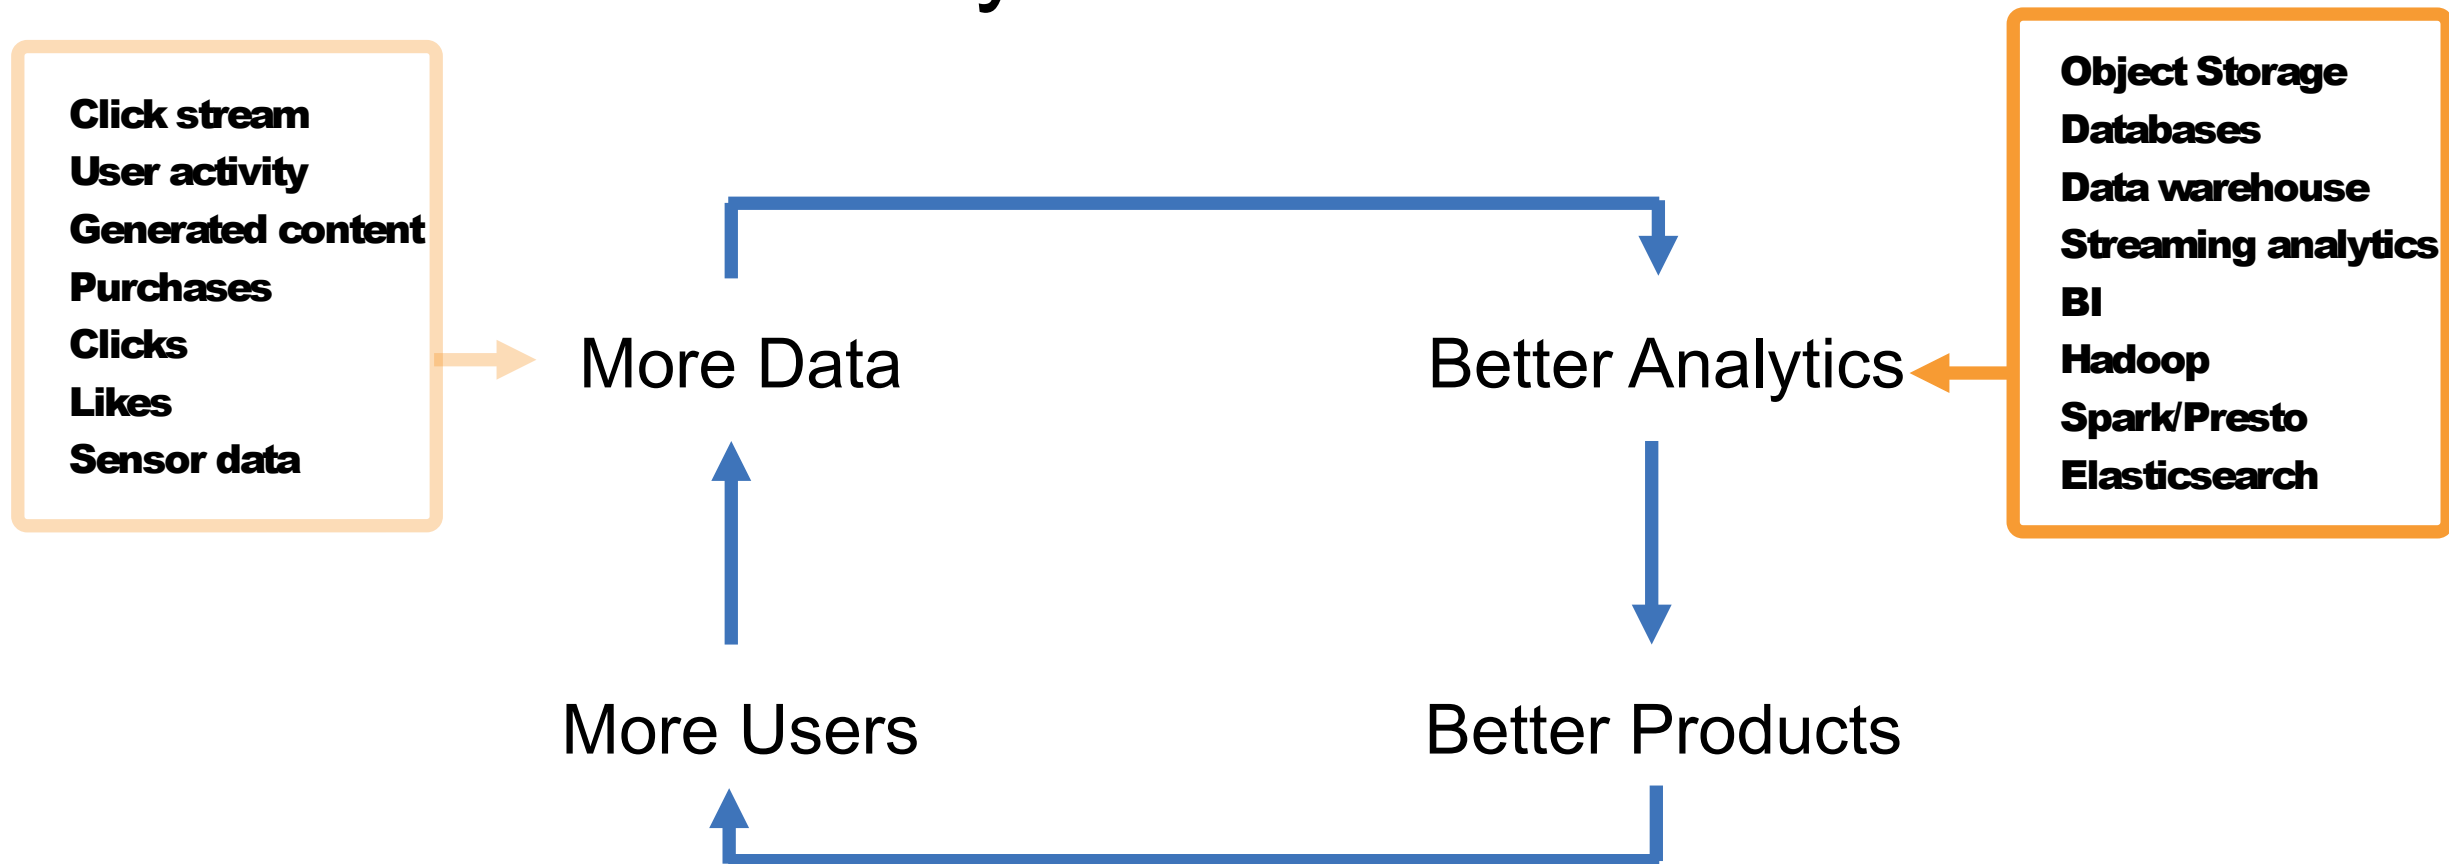 Click stream
User activity
Generated content
Purchases
Clicks
Likes
Sensor data
More Data
Better Analytics
More Users
Better Products
Object Storage
Databases
Data warehouse
Streaming analytics
BI
Hadoop
Spark/Presto
Elasticsearch